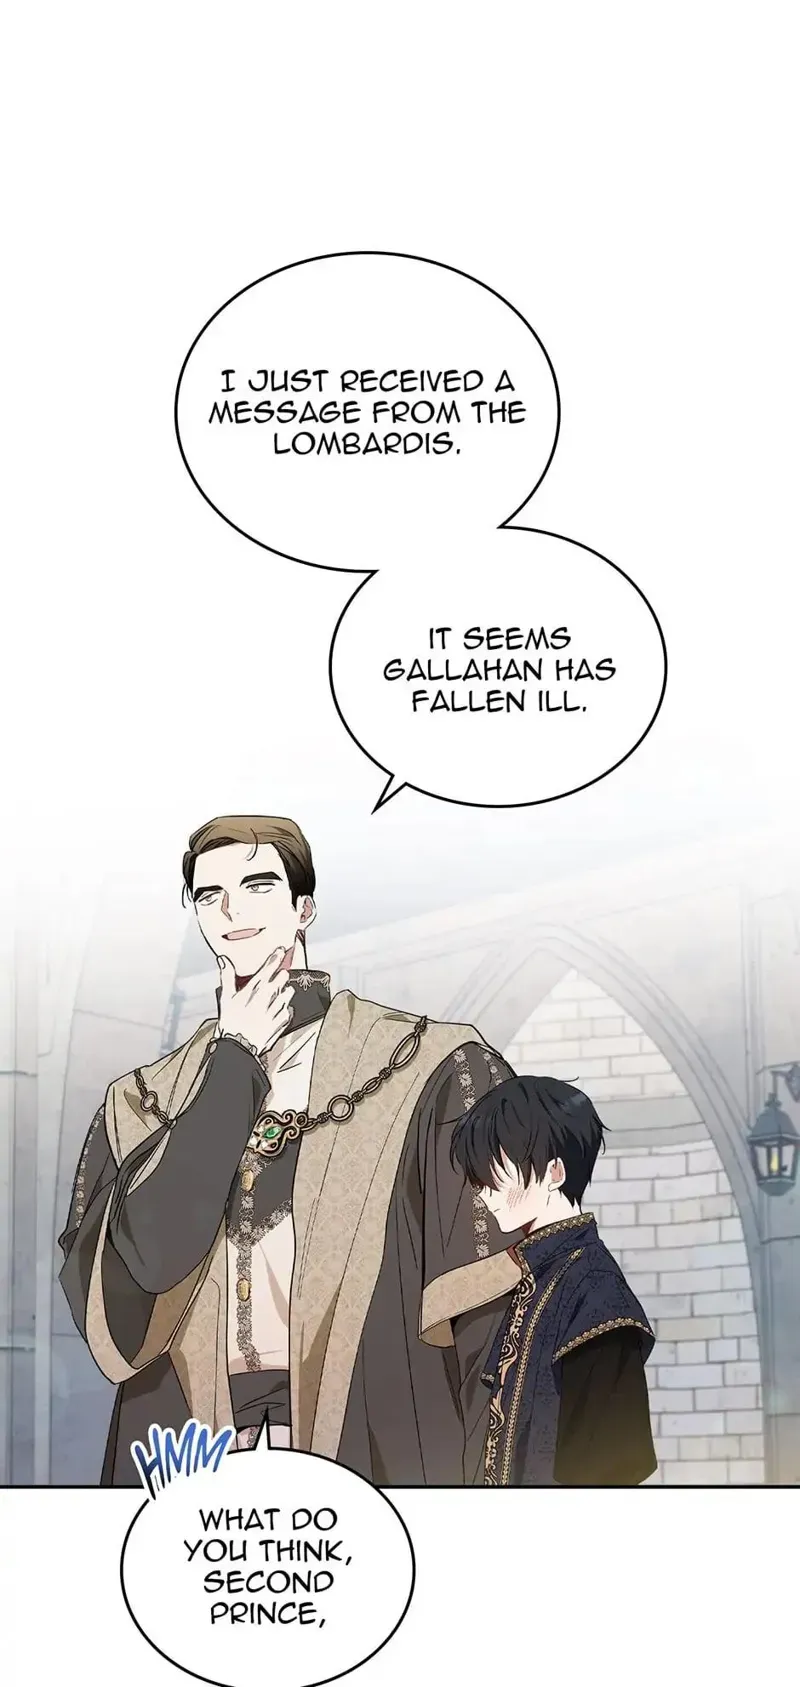 I JUST RECEIVED A
MESSAGE FROM THE
LOMBARDIS.
IT SEEMS
GALLAHAN HAS
FALLEN ILL.
HMM
WHAT DO
YOU THINK,
SECOND
PRINCE,